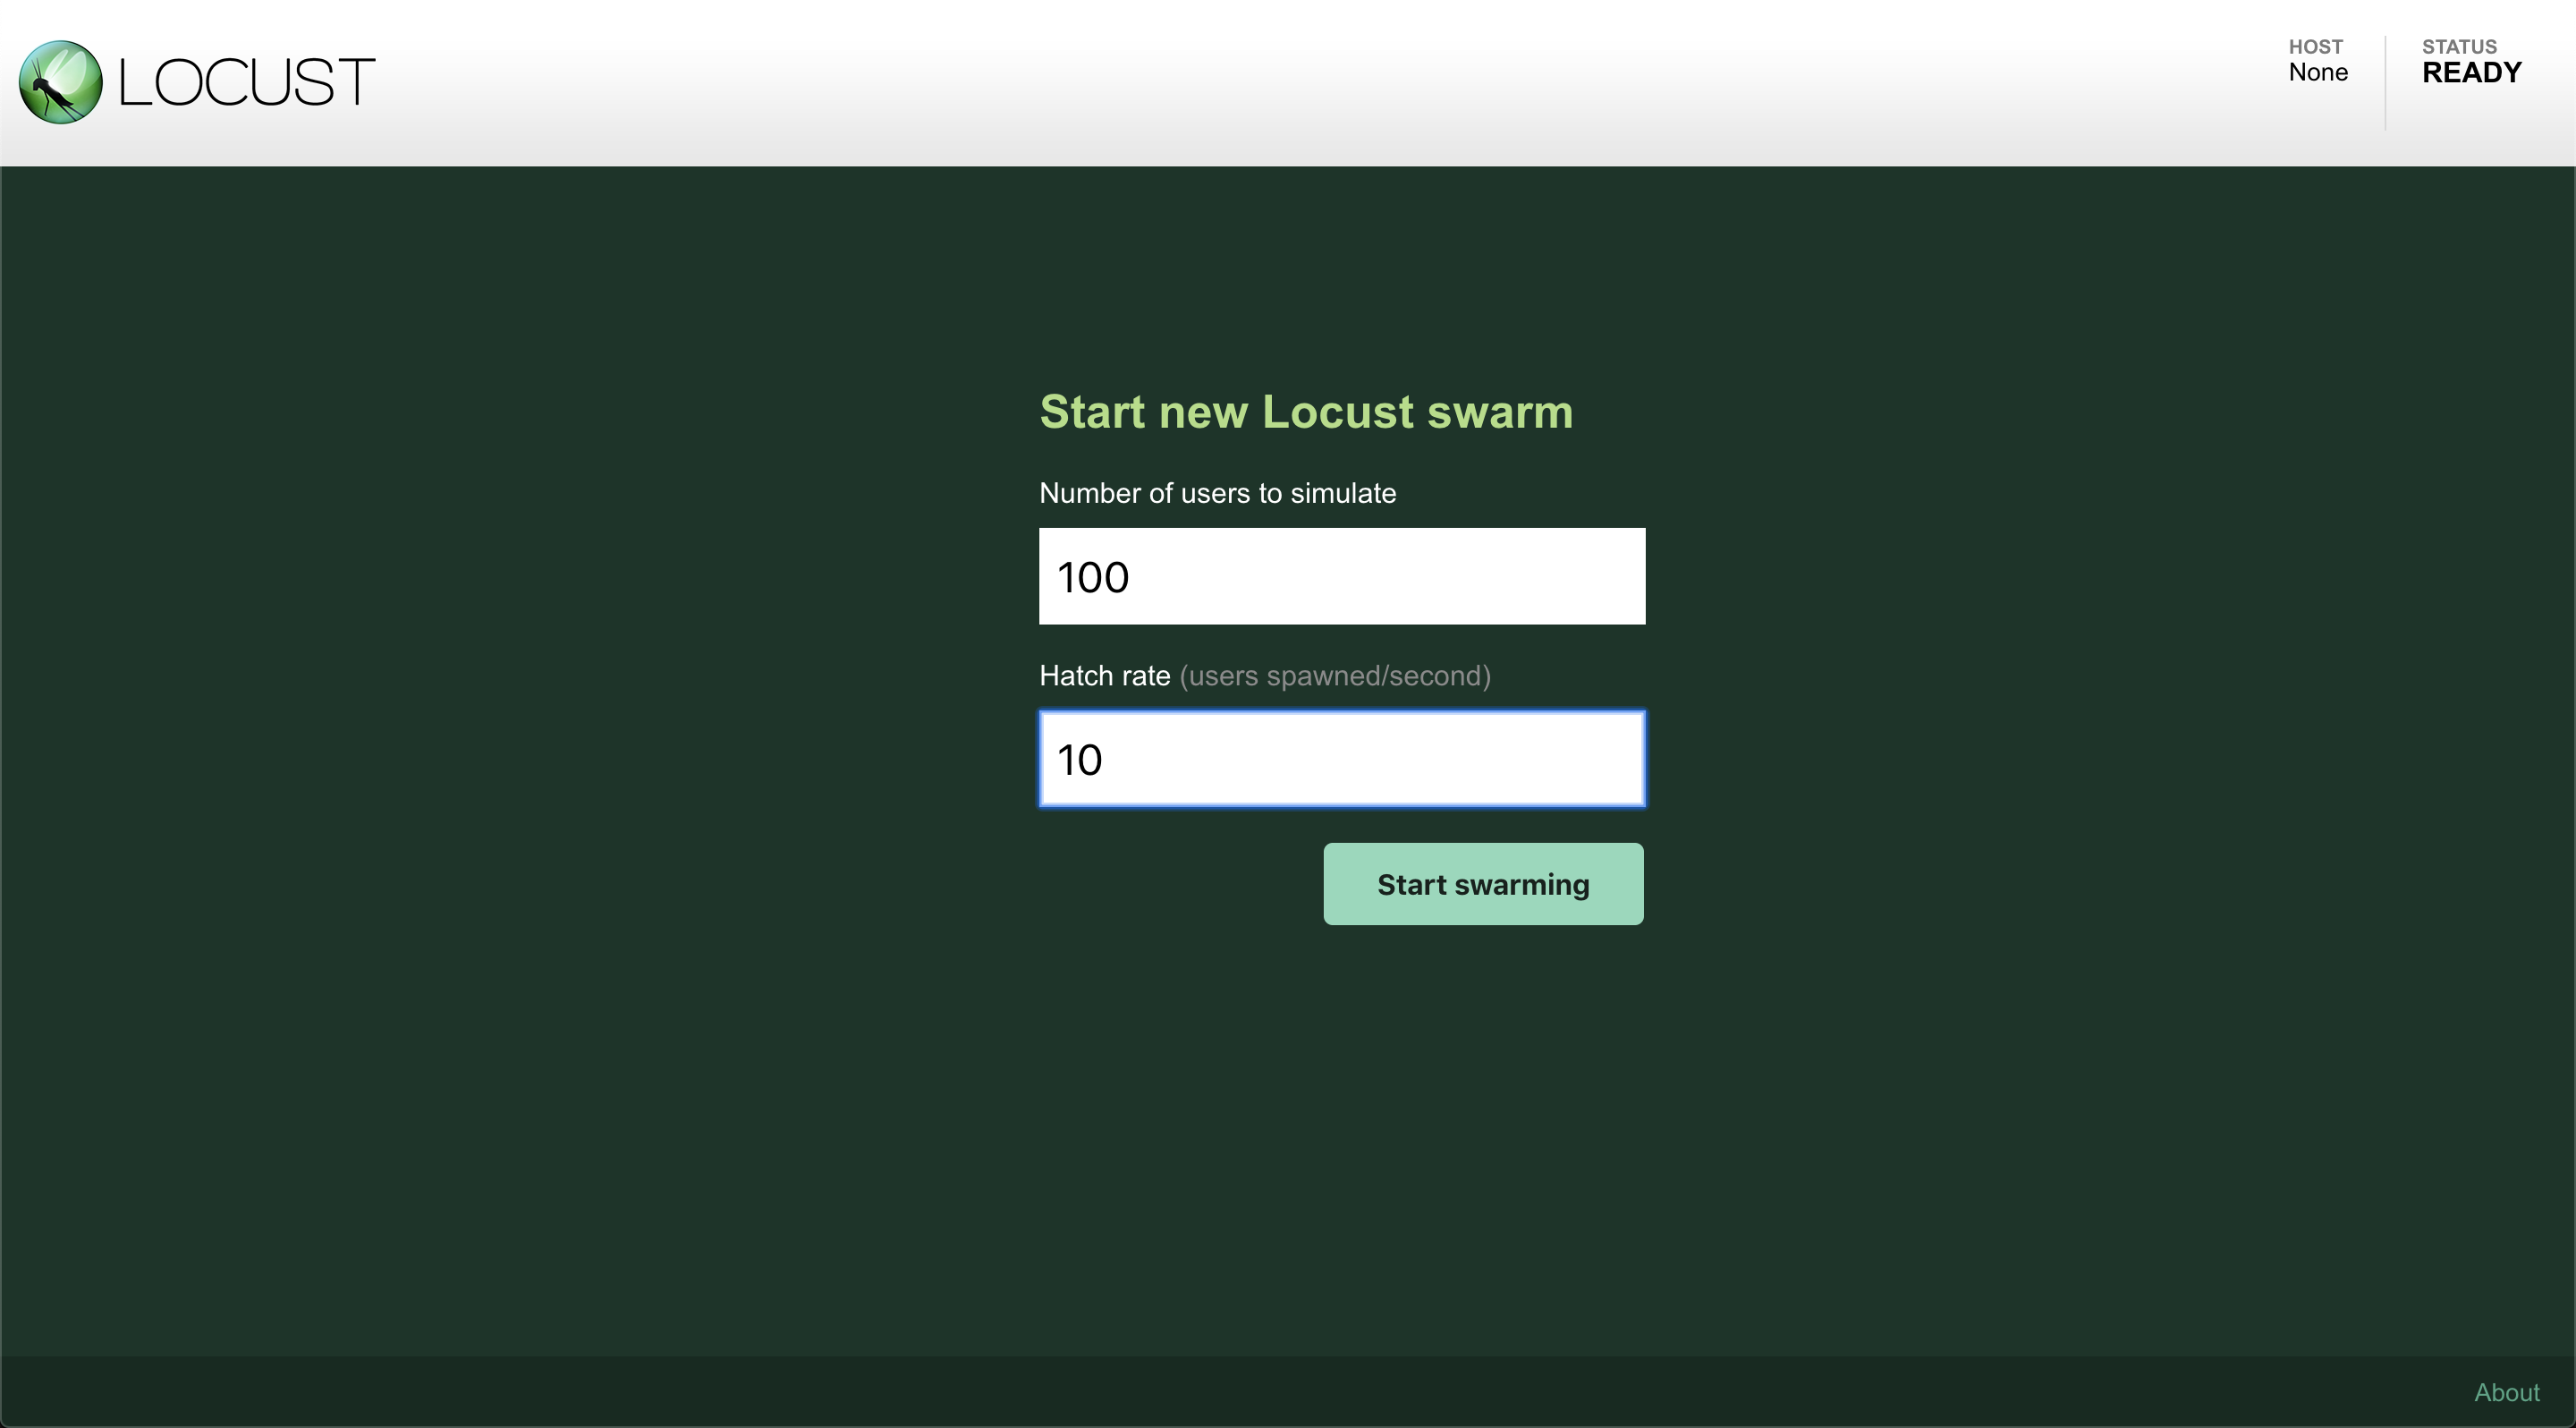 LOCUST
HOST
None
STATUS
READY
Start new Locust swarm
Number of users to simulate
100
Hatch rate (users spawned/second)
10
Start swarming
About